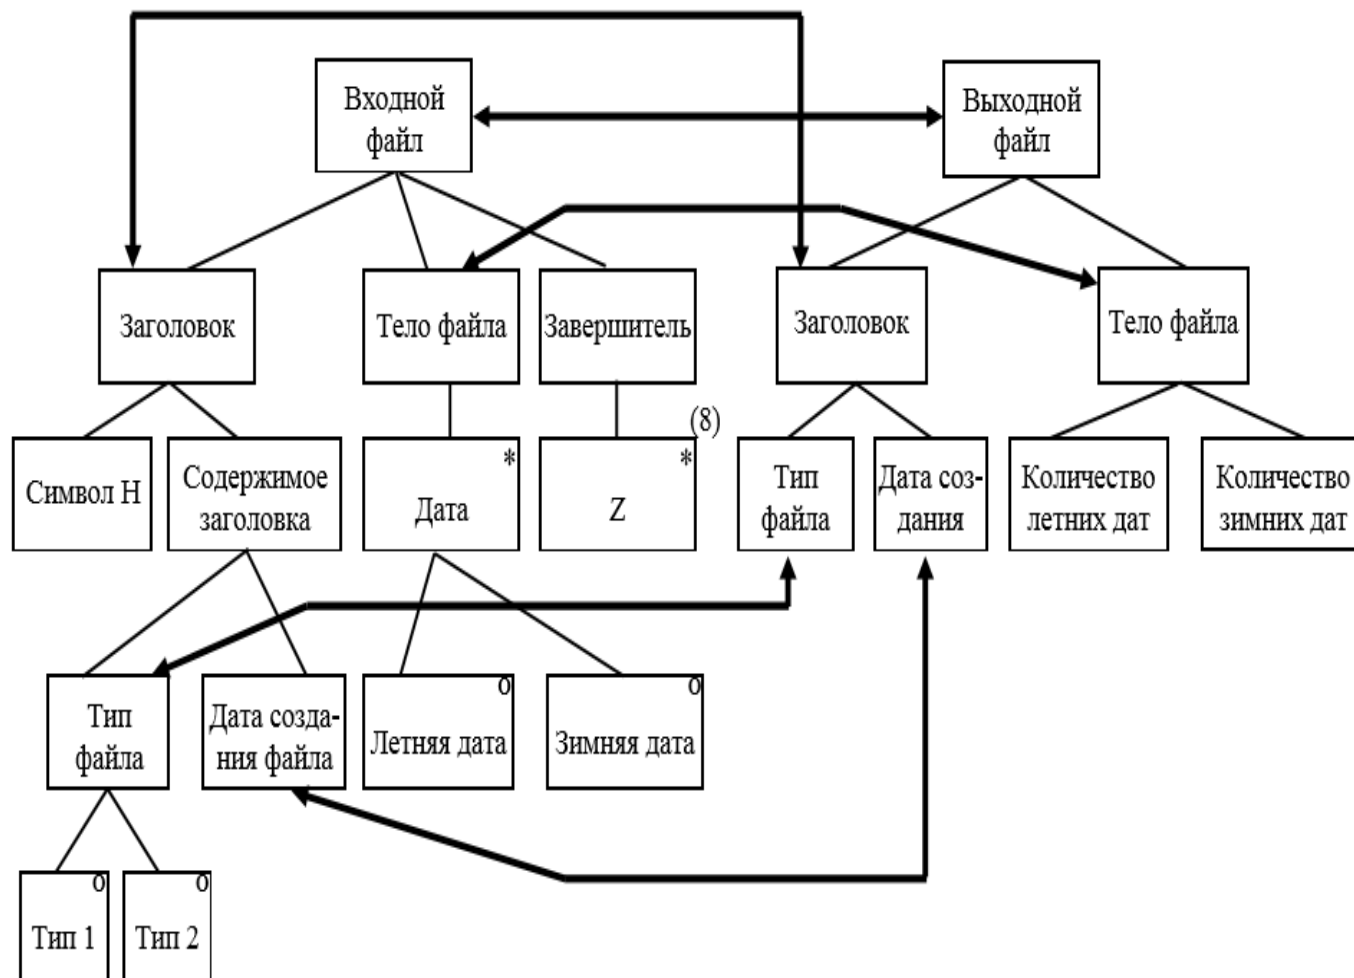 Входной
файл
Выходной
файл
Заголовок
Тело файла
Завершитель
Заголовок
Тело файла
Символ Н
Содержимое
заголовка
*
Дата
(8)
*
Z
Тип
файла
Дата соз-
дания
Количество
летних дат
Количество
зимних дат
Тип
файла
Дата созда-
ния файла
о
Летняя дата
о
Зимняя дата
о
Тип 1
о
Тип 2